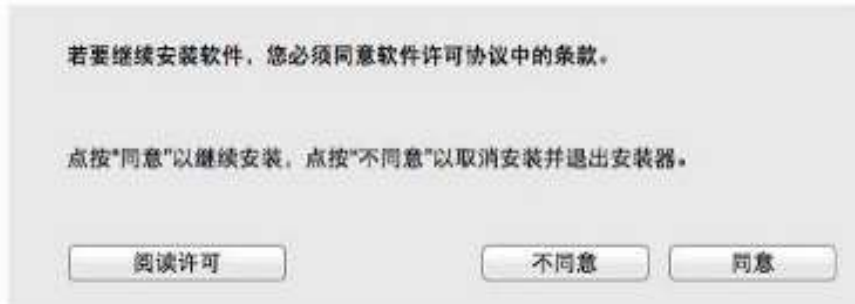 若要继续安装软件，您必须同意软件许可协议中的条款。
点按"同意"以继续安装，点按"不同意"以取消安装并退出安装器。
阅读许可 不同意 同意